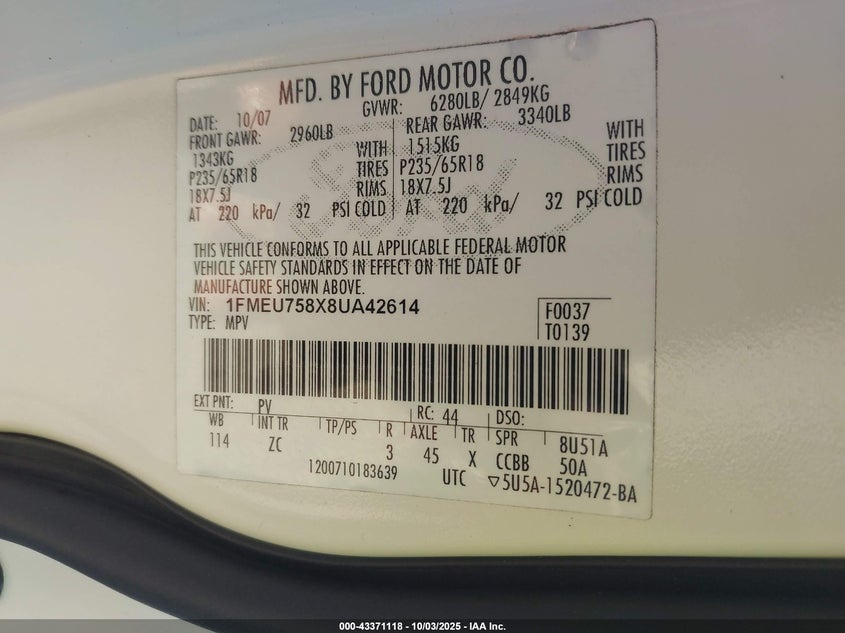 MFD. BY FORD MOTOR CO.
DATE: 10/07 GVWR: 6280LB/ 2849KG
FRONT GAWR: 2960LB REAR GAWR: 3340LB
1343KG WITH 1515KG WITH
P235/65R18 TIRES P235/65R18 TIRES
18X7.5J RIMS 18X7.5J RIMS
AT 220 kPa/ 32 PSI COLD AT 220 kPa/ 32 PSI COLD
THIS VEHICLE CONFORMS TO ALL APPLICABLE FEDERAL MOTOR
VEHICLE SAFETY STANDARDS IN EFFECT ON THE DATE OF
MANUFACTURE SHOWN ABOVE.
VIN: 1FMEU758X8UA42614 F0037
TYPE: MPV T0139
EXT PNT: PV RC: 44 DSO:
WB INT TR TP/PS R AXLE TR SPR 8U51A
114 ZC 3 45 X CCBB 50A
1200710183639 UTC ▽5U5A-1520472-BA
000-43371118 - 10/03/2025 - IAA Inc.